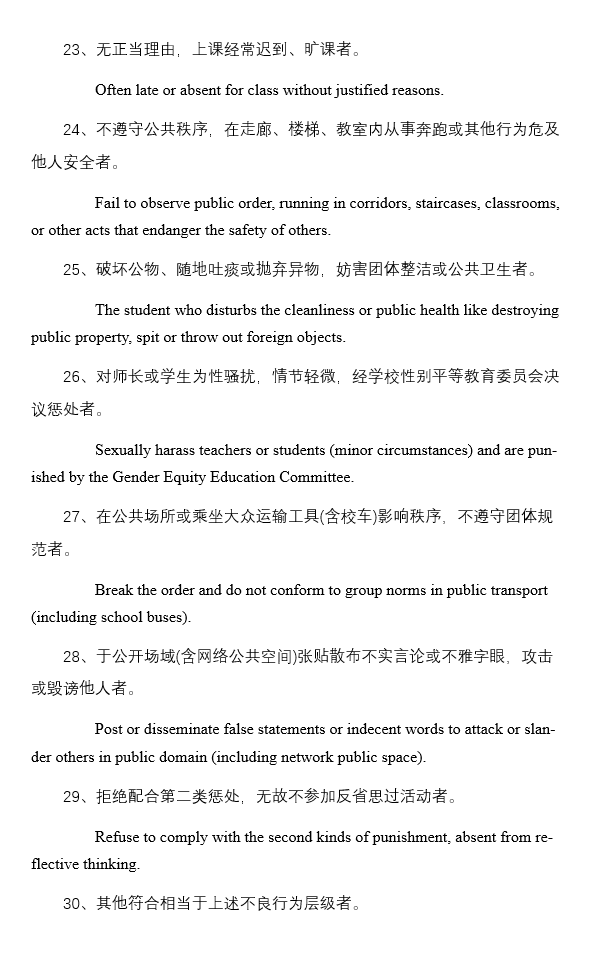 23、无正当理由，上课经常迟到、旷课者。
Often late or absent for class without justified reasons.
24、不遵守公共秩序，在走廊、楼梯、教室内从事奔跑或其他行为危及
他人安全者。
Fail to observe public order, running in corridors, staircases, classrooms,
or other acts that endanger the safety of others.
25、破坏公物、随地吐痰或抛弃异物，妨害团体整洁或公共卫生者。
The student who disturbs the cleanliness or public health like destroying
public property, spit or throw out foreign objects.
26、对师长或学生为性骚扰，情节轻微，经学校性别平等教育委员会决
议惩处者。
Sexually harass teachers or students (minor circumstances) and are pun-
ished by the Gender Equity Education Committee.
27、在公共场所或乘坐大众运输工具(含校车)影响秩序，不遵守团体规
范者。
Break the order and do not conform to group norms in public transport
(including school buses).
28、于公开场域(含网络公共空间)张贴散布不实言论或不雅字眼，攻击
或毁谤他人者。
Post or disseminate false statements or indecent words to attack or slan-
der others in public domain (including network public space).
29、拒绝配合第二类惩处，无故不参加反省思过活动者。
Refuse to comply with the second kinds of punishment, absent from re-
flective thinking.
30、其他符合相当于上述不良行为层级者。